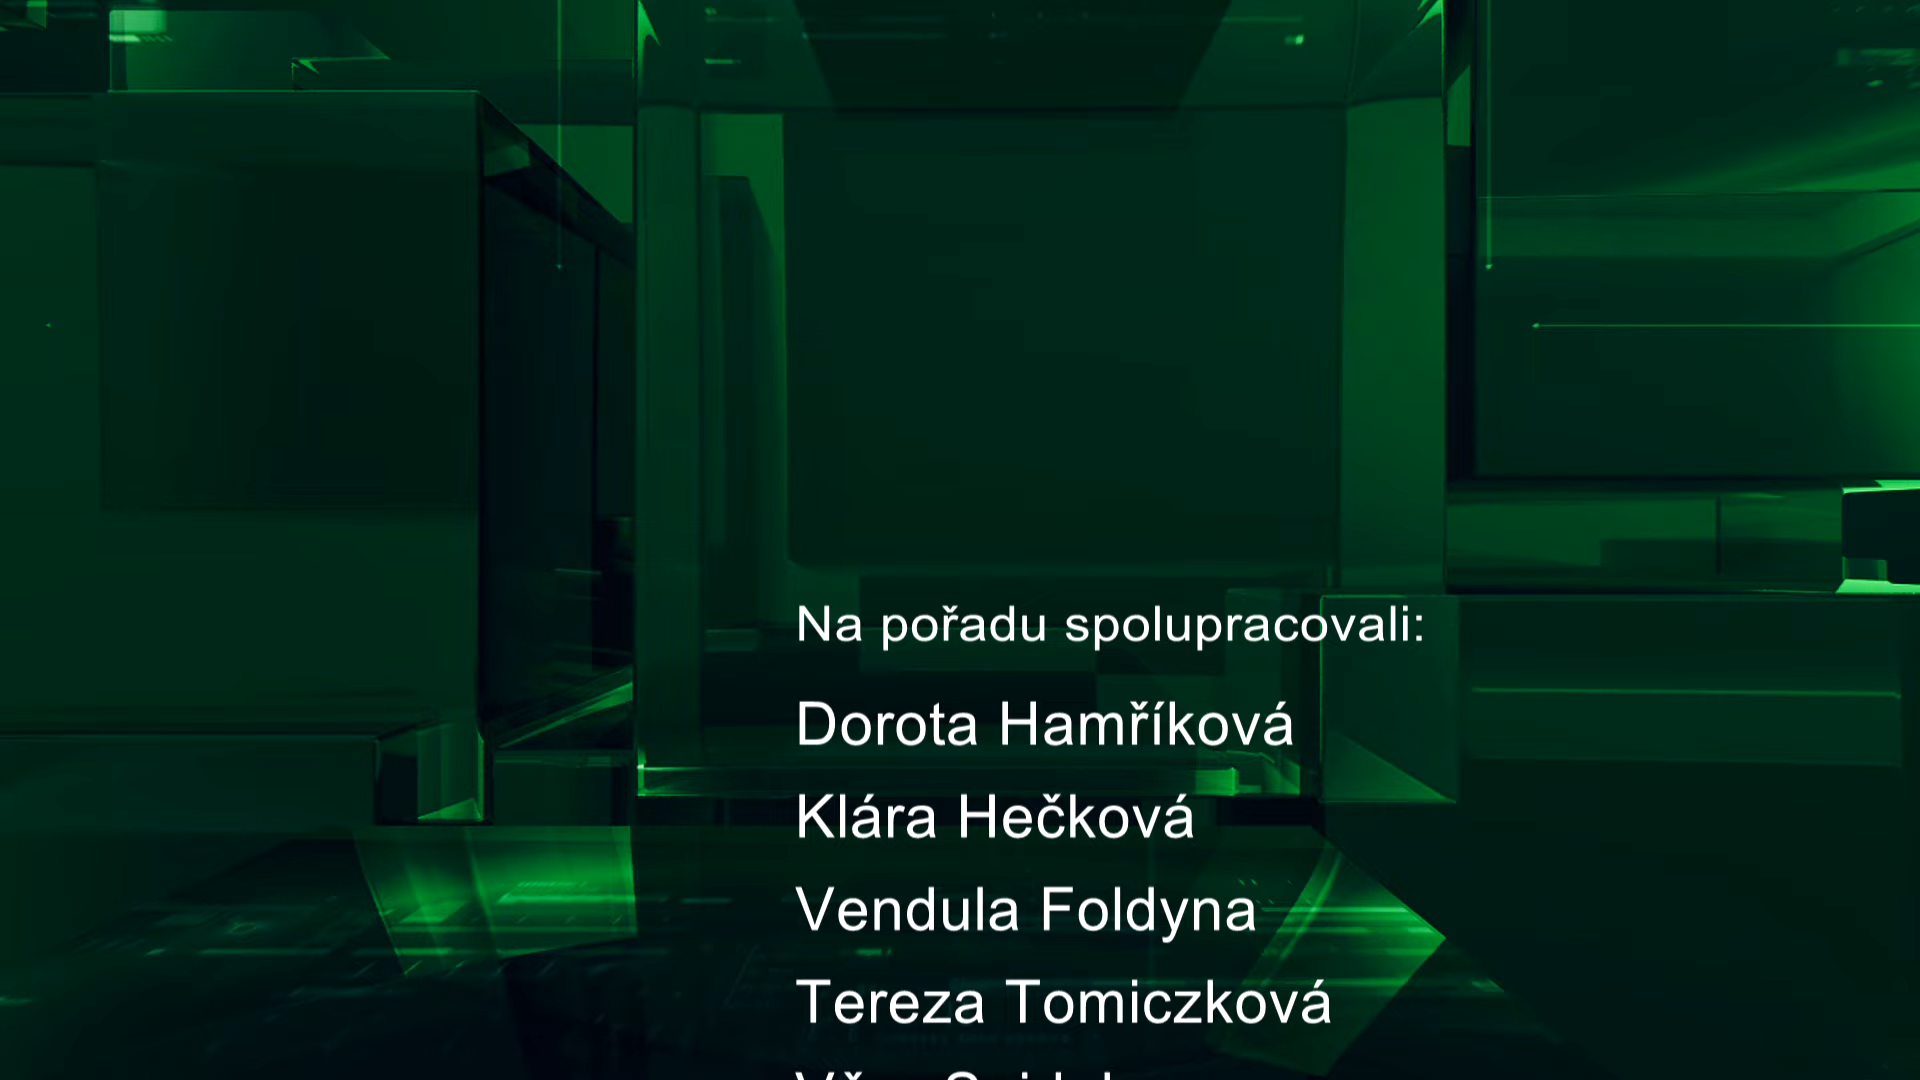 Na pořadu spolupracovali:
Dorota Hamříková
Klára Hečková
Vendula Foldyna
Tereza Tomiczková